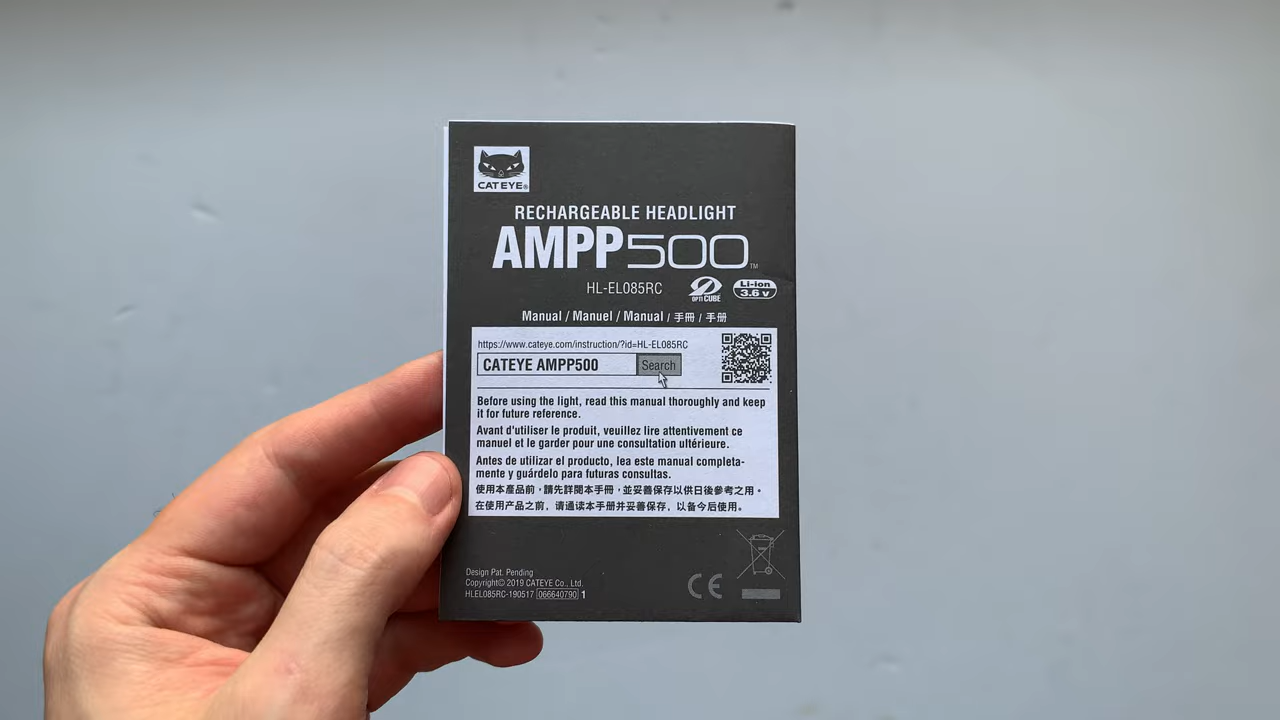 CATEYE®
RECHARGEABLE HEADLIGHT
AMPP500™
HL-EL085RC
OPTICUBE
Li-ion
3.6 v
Manual / Manuel / Manual / 手冊 / 手册
https://www.cateye.com/instruction/?id=HL-EL085RC
CATEYE AMPP500
Search
Before using the light, read this manual thoroughly and keep
it for future reference.
Avant d'utiliser le produit, veuillez lire attentivement ce
manuel et le garder pour une consultation ultérieure.
Antes de utilizar el producto, lea este manual completa-
mente y guárdelo para futuras consultas.
使用本產品前，請先詳閱本手冊，並妥善保存以供日後參考之用。
在使用产品之前，请通读本手册并妥善保存，以备今后使用。
Design Pat. Pending
Copyright© 2019 CATEYE Co., Ltd.
HLEL085RC-190517 066640790 1
CE